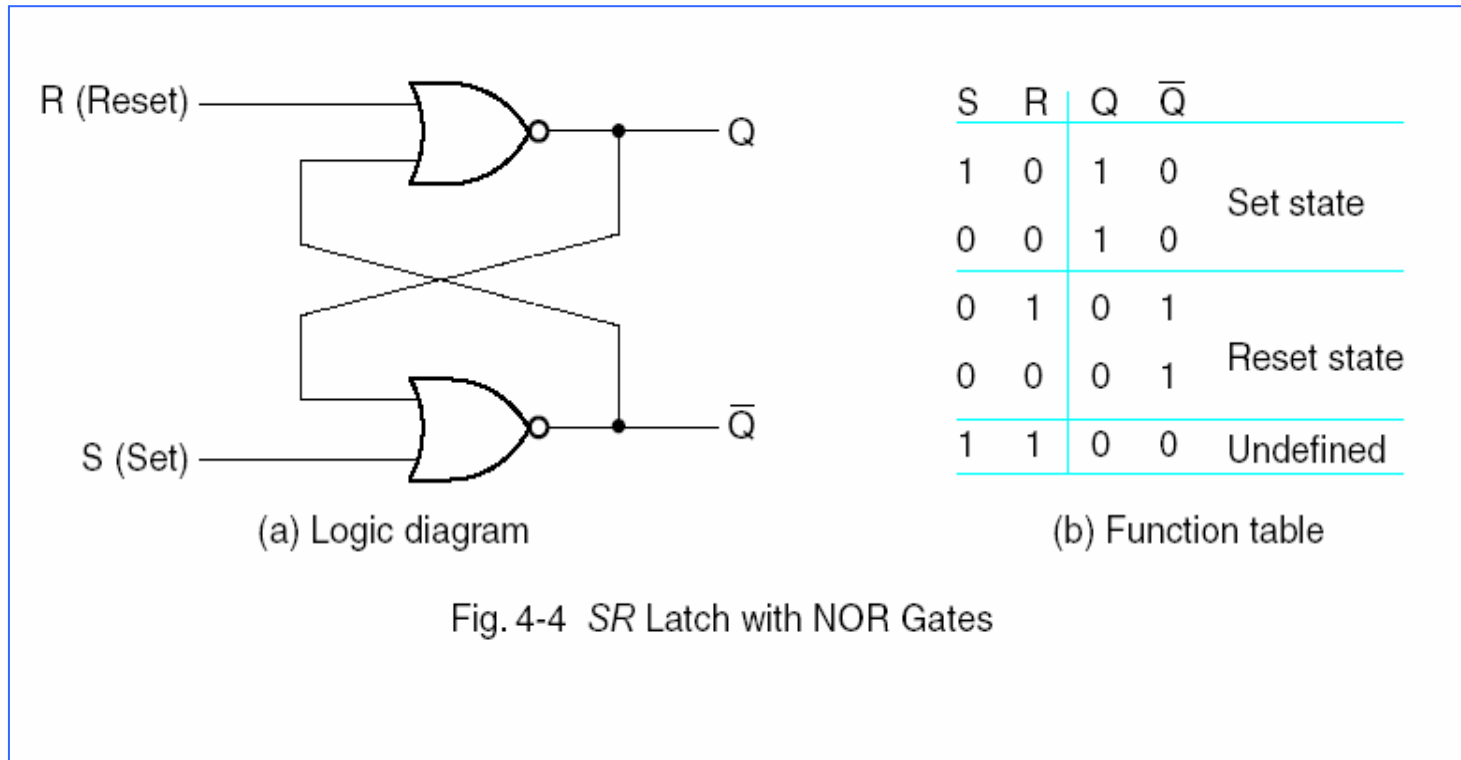 R (Reset)
Q
Q̅
S (Set)
(a) Logic diagram
S R Q Q̅
1 0 1 0
Set state
0 0 1 0
0 1 0 1
Reset state
0 0 0 1
1 1 0 0 Undefined
(b) Function table
Fig. 4-4 SR Latch with NOR Gates